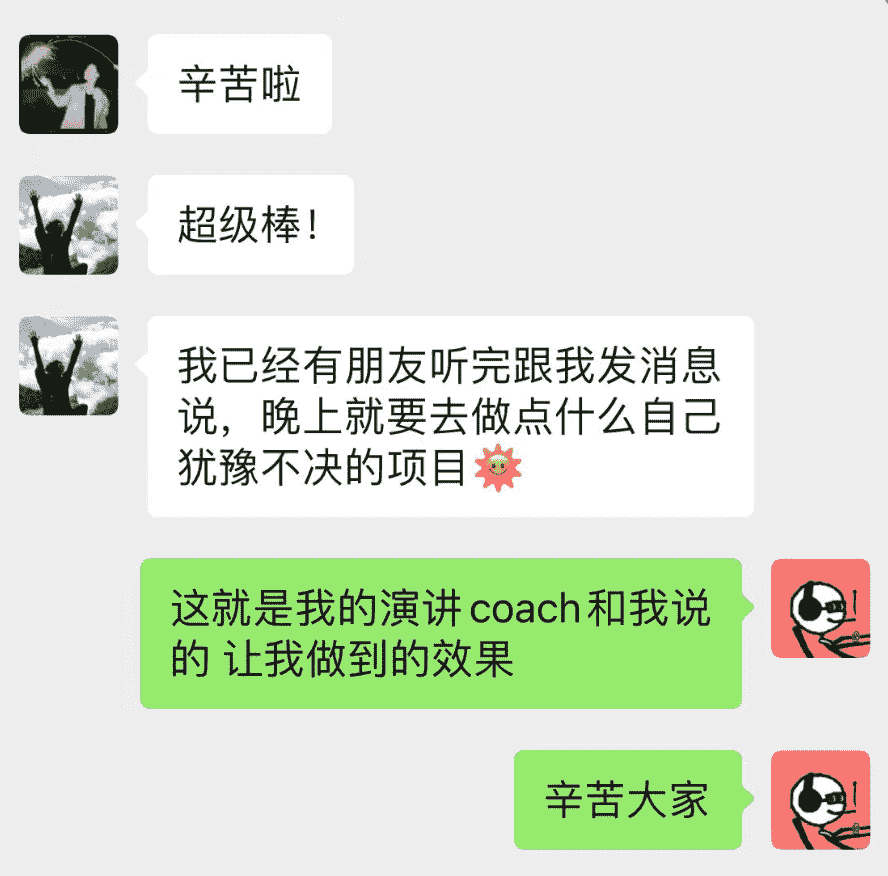 辛苦啦
超级棒！
我已经有朋友听完跟我发消息
说，晚上就要去做点什么自己
犹豫不决的项目
这就是我的演讲coach和我说
的 让我做到的效果
辛苦大家